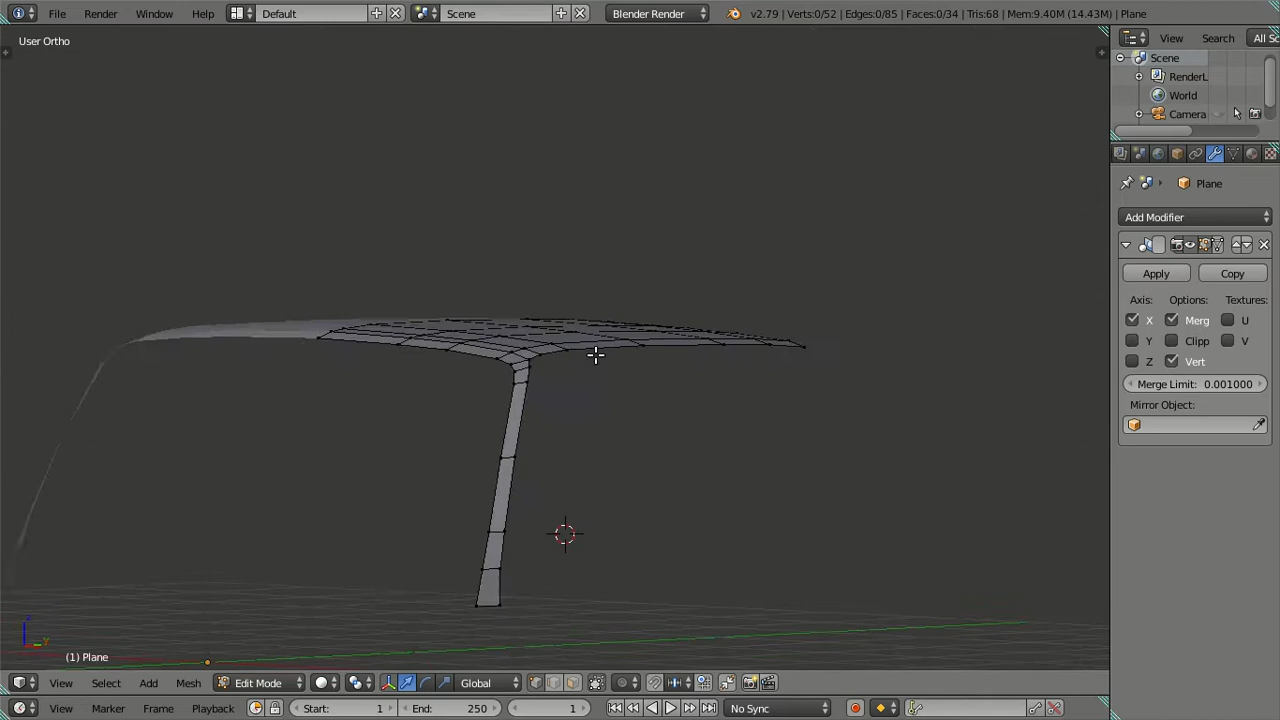 File Render Window Help Default Scene Blender Render v2.79 | Verts:0/52 | Edges:0/85 | Faces:0/34 | Tris:68 | Mem:9.40M (14.43M) | Plane
User Ortho
View Search All Sc
Scene
RenderL
World
Camera
Plane
Add Modifier
Apply Copy
Axis: Options: Textures:
X Merg U
Y Clipp V
Z Vert
Merge Limit: 0.001000
Mirror Object:
z
y
(1) Plane
View Select Add Mesh Edit Mode Global
View Marker Frame Playback Start: 1 End: 250 1 No Sync